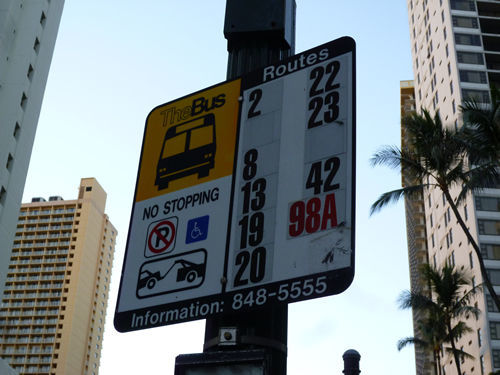 TheBus
NO STOPPING
P
Routes
2
8
13
19
20
22
23
42
98A
Information: 848-5555